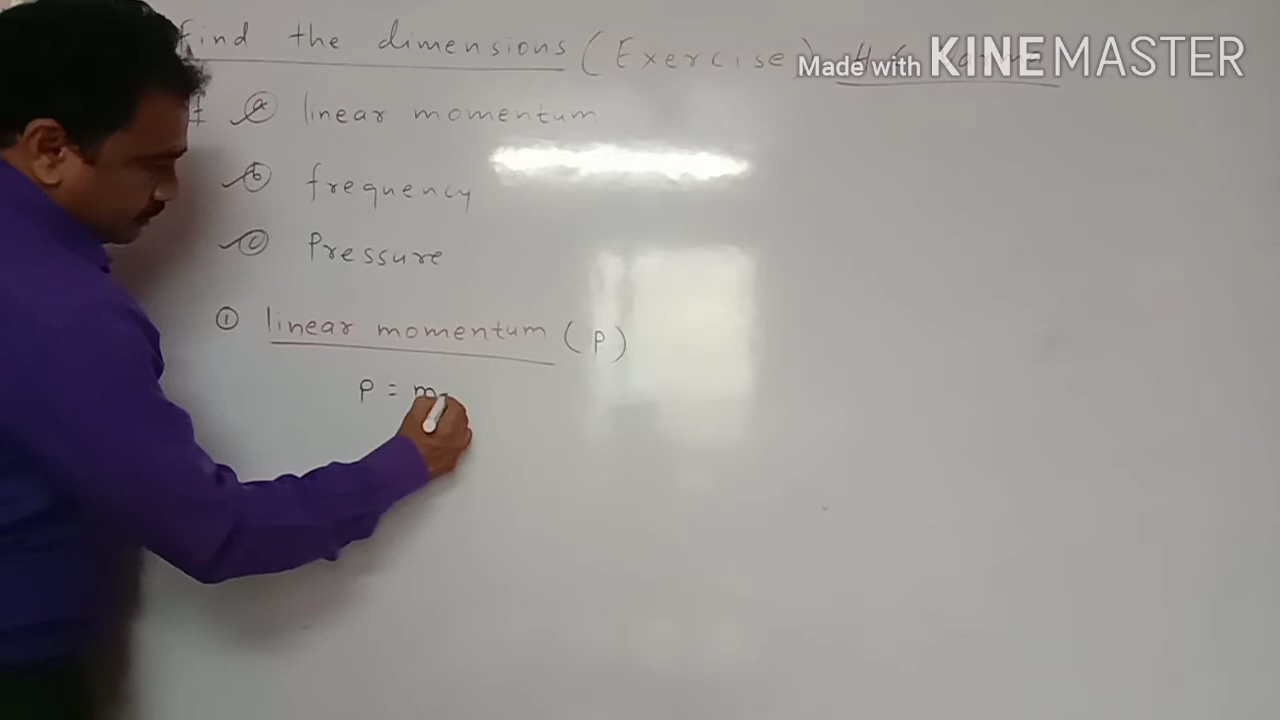 Find the dimensions (Exercise)
Made with KINEMASTER
(a) linear momentum
(b) frequency
(c) Pressure
(1) linear momentum (P)
P = m